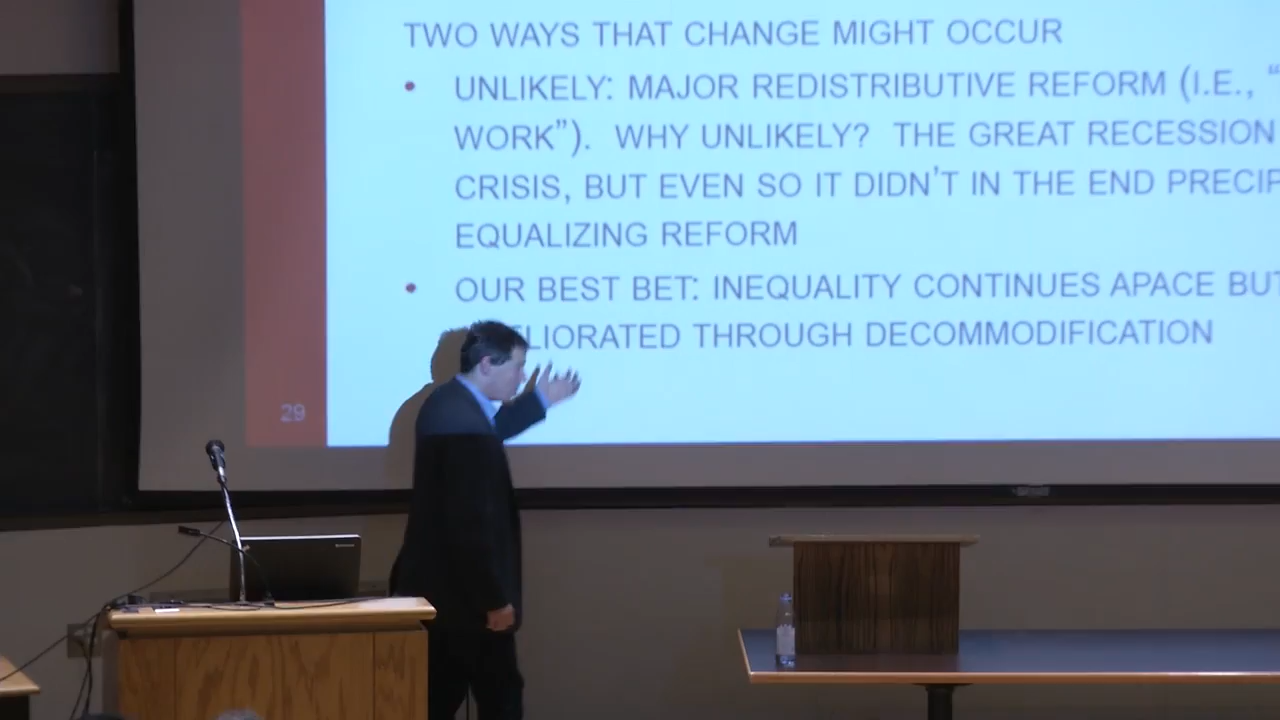 TWO WAYS THAT CHANGE MIGHT OCCUR
• UNLIKELY: MAJOR REDISTRIBUTIVE REFORM (I.E., “
WORK”). WHY UNLIKELY? THE GREAT RECESSION
CRISIS, BUT EVEN SO IT DIDN’T IN THE END PRECIP
EQUALIZING REFORM
• OUR BEST BET: INEQUALITY CONTINUES APACE BUT
LIORATED THROUGH DECOMMODIFICATION
29